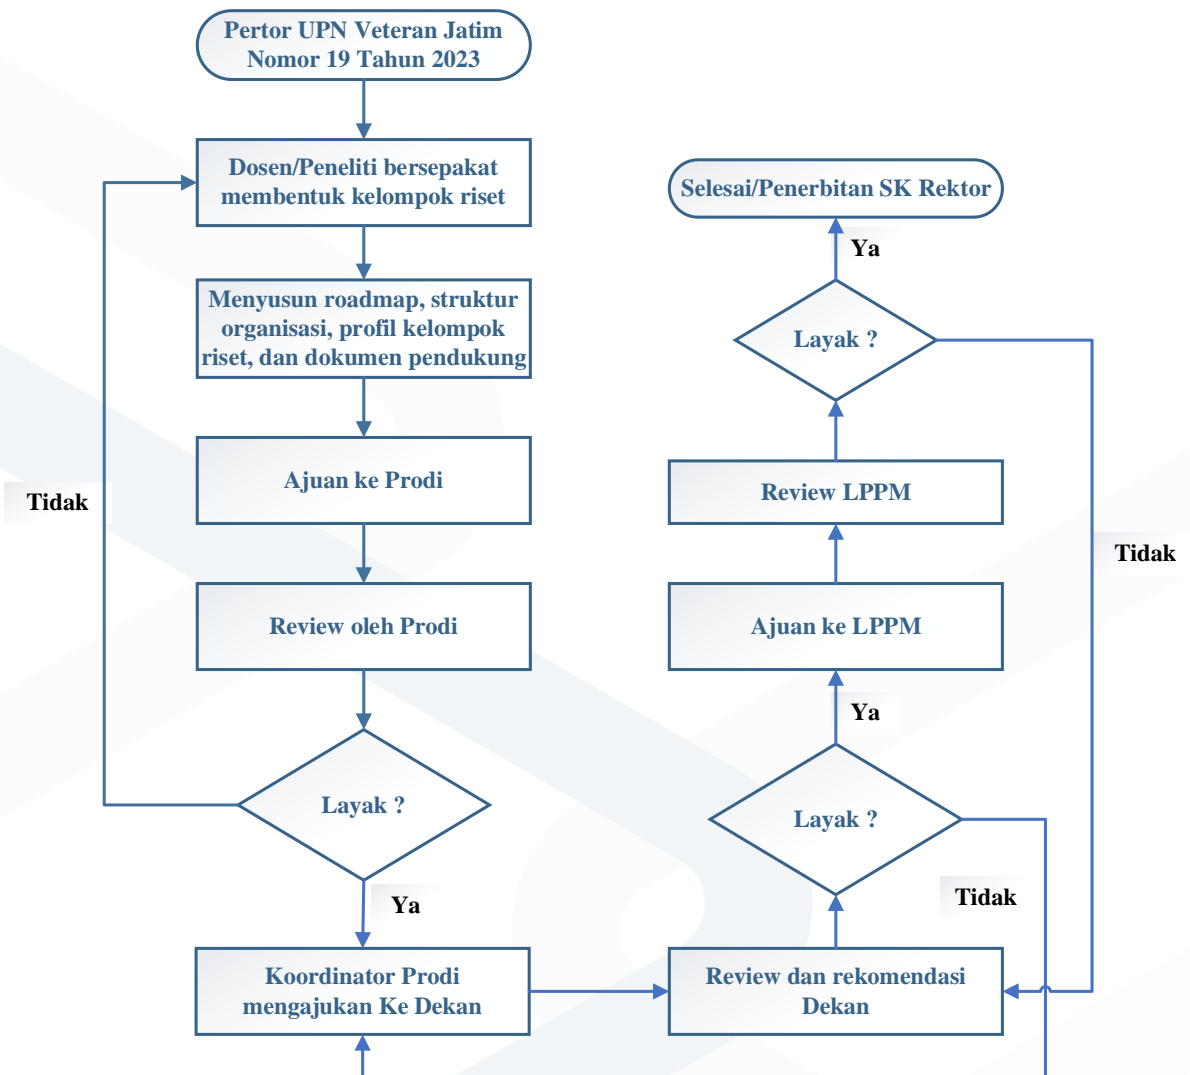 Pertor UPN Veteran Jatim
Nomor 19 Tahun 2023
Dosen/Peneliti bersepakat
membentuk kelompok riset
Menyusun roadmap, struktur
organisasi, profil kelompok
riset, dan dokumen pendukung
Ajuan ke Prodi
Tidak
Review oleh Prodi
Layak ?
Ya
Koordinator Prodi
mengajukan Ke Dekan
Selesai/Penerbitan SK Rektor
Ya
Layak ?
Review LPPM
Tidak
Ajuan ke LPPM
Ya
Layak ?
Tidak
Review dan rekomendasi
Dekan